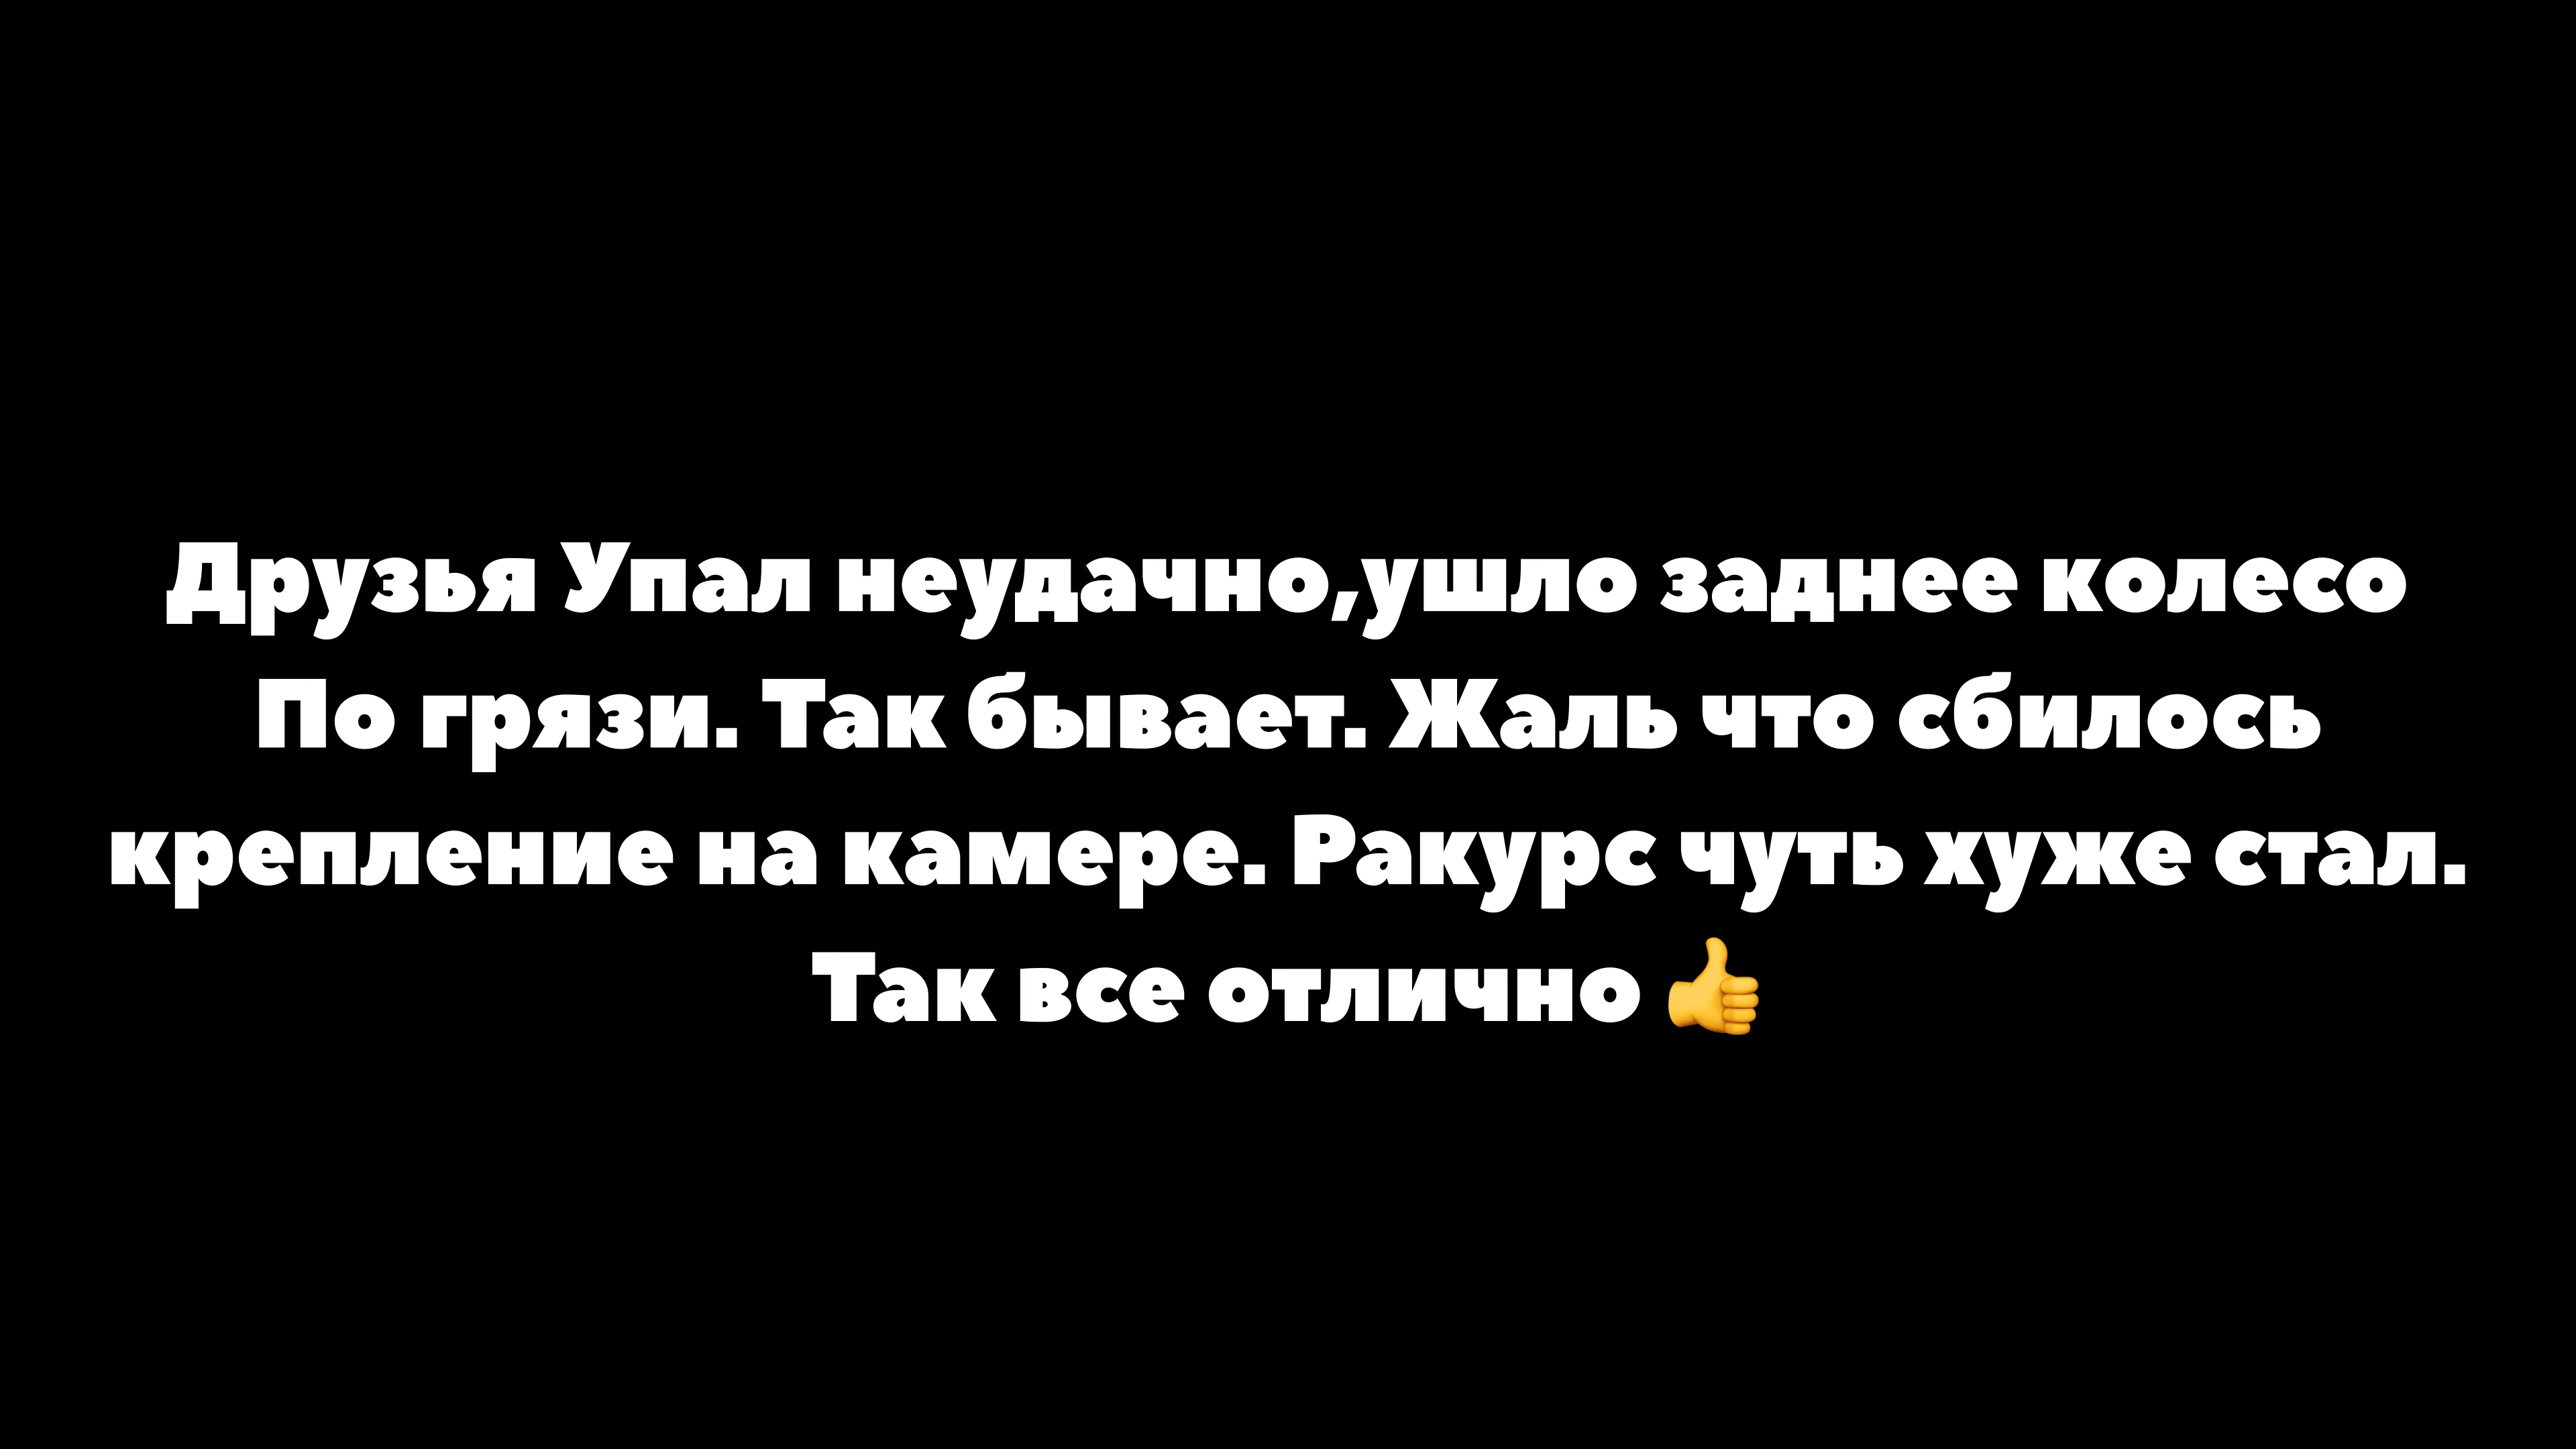 Друзья Упал неудачно,ушло заднее колесо
По грязи. Так бывает. Жаль что сбилось
крепление на камере. Ракурс чуть хуже стал.
Так все отлично 👍